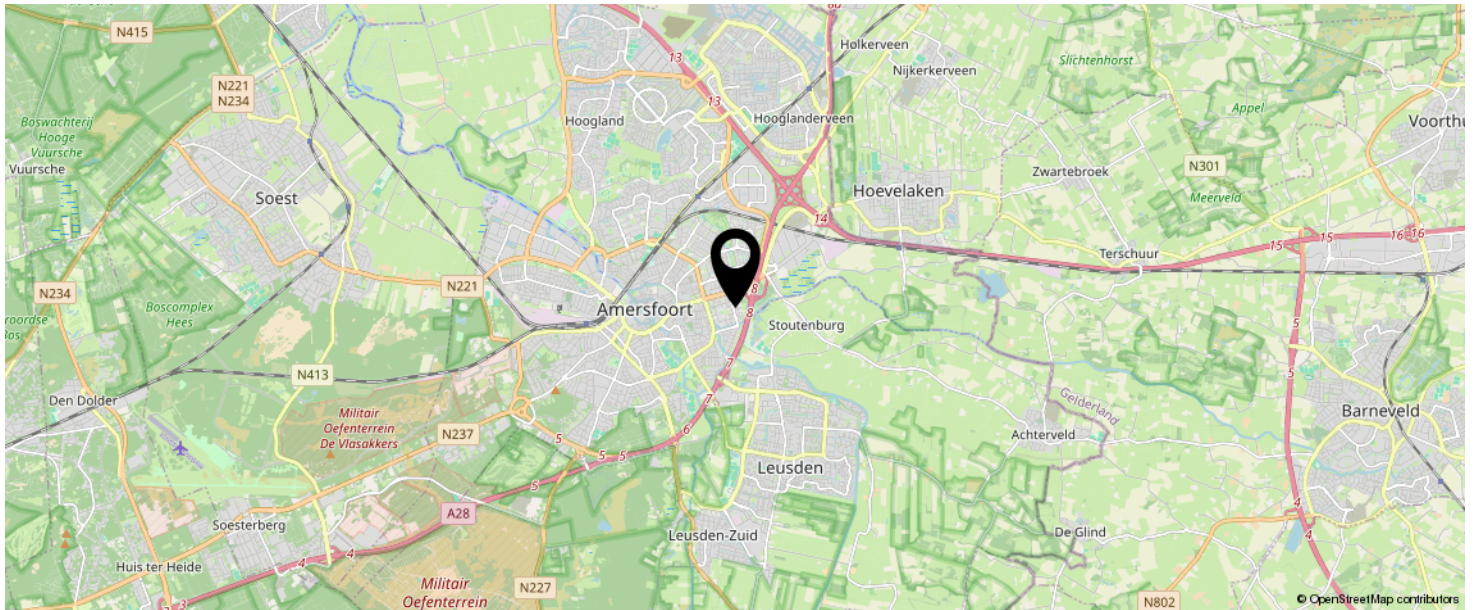 N415
60
13
Holkerveen
Slichtenhorst
Nijkerkerveen
N221
N234
13
Appel
Boswachterij
Hooge
Vuursche
Hoogland
Hooglanderveen
Voorthu
Vuursche
N301
Zwartebroek
Soest
Hoevelaken
Meerveld
14
16
16
15
15
Terschuur
N221
N234
8
Boscomplex
Hees
roordse
Bos
Amersfoort
8
Stoutenburg
5
7
5
N413
7
Den Dolder
Gelderland
Militair
Oefenterrein
De Vlasakkers
Barneveld
N237
6
Achterveld
5
5
5
Leusden
5
4
A28
Soesterberg
Leusden-Zuid
De Glind
4
4
4
Huis ter Heide
Militair
Oefenterrein
N227
3
N802
© OpenStreetMap contributors